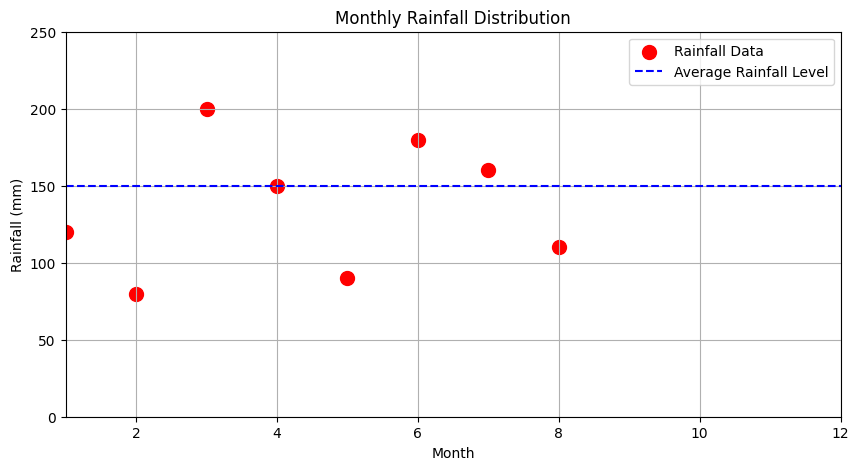 Monthly Rainfall Distribution
Rainfall Data
Average Rainfall Level
Rainfall (mm)
250
200
150
100
50
0
2
4
6
8
10
12
Month